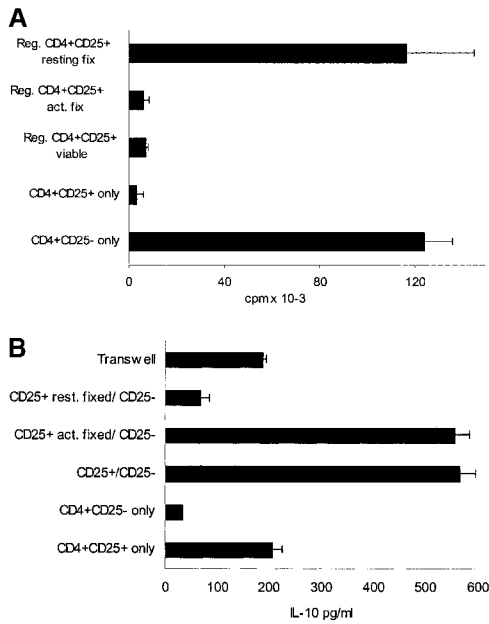 A
Reg. CD4+CD25+
resting fix
Reg. CD4+CD25+
act. fix
Reg. CD4+CD25+
viable
CD4+CD25+ only
CD4+CD25- only
0 40 80 120
cpm x 10-3
B
Transwell
CD25+ rest. fixed/ CD25-
CD25+ act. fixed/ CD25-
CD25+/CD25-
CD4+CD25- only
CD4+CD25+ only
0 100 200 300 400 500 600
IL-10 pg/ml